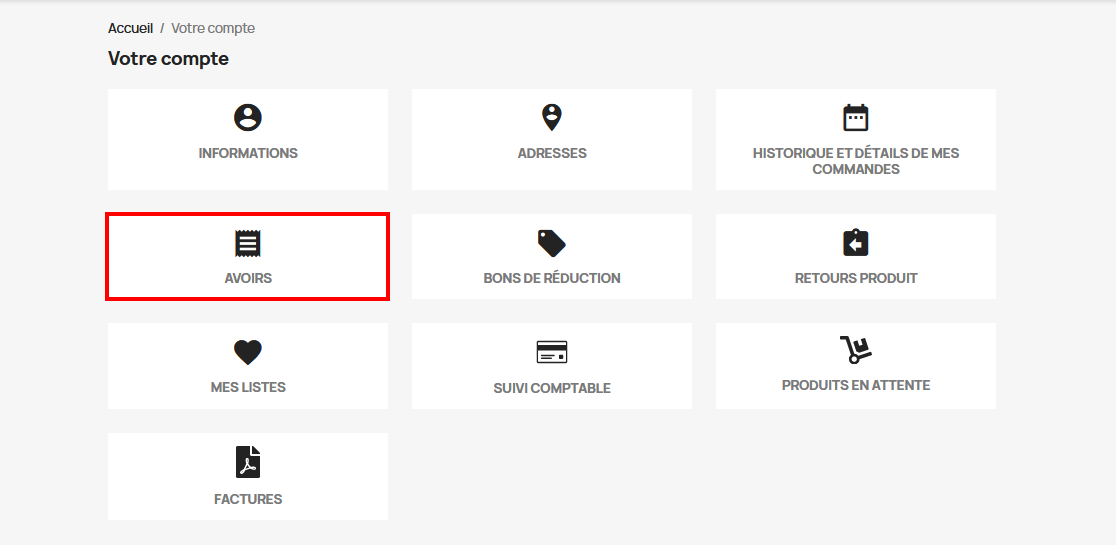 Accueil / Votre compte
Votre compte
INFORMATIONS
ADRESSES
HISTORIQUE ET DÉTAILS DE MES
COMMANDES
AVOIRS
BONS DE RÉDUCTION
RETOURS PRODUIT
MES LISTES
SUIVI COMPTABLE
PRODUITS EN ATTENTE
FACTURES